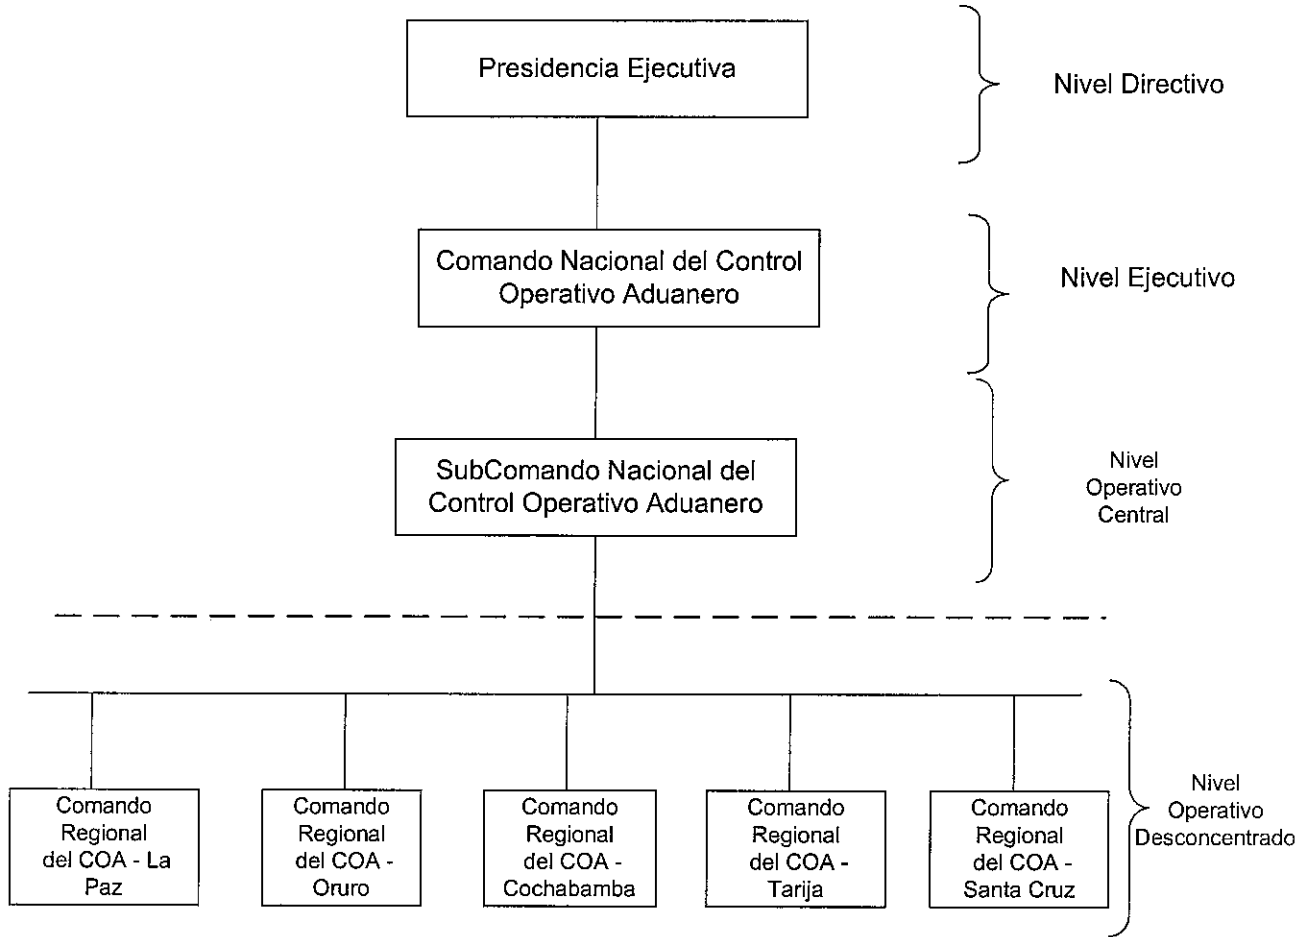 Presidencia Ejecutiva
Nivel Directivo
Comando Nacional del Control
Operativo Aduanero
Nivel Ejecutivo
SubComando Nacional del
Control Operativo Aduanero
Nivel
Operativo
Central
Comando
Regional
del COA - La
Paz
Comando
Regional
del COA -
Oruro
Comando
Regional
del COA -
Cochabamba
Comando
Regional
del COA -
Tarija
Comando
Regional
del COA -
Santa Cruz
Nivel
Operativo
Desconcentrado